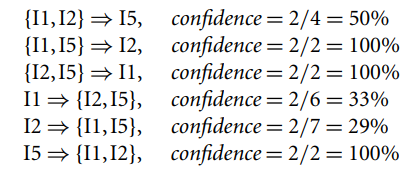 {I1, I2} ⇒ I5, confidence = 2/4 = 50%
{I1, I5} ⇒ I2, confidence = 2/2 = 100%
{I2, I5} ⇒ I1, confidence = 2/2 = 100%
I1 ⇒ {I2, I5}, confidence = 2/6 = 33%
I2 ⇒ {I1, I5}, confidence = 2/7 = 29%
I5 ⇒ {I1, I2}, confidence = 2/2 = 100%